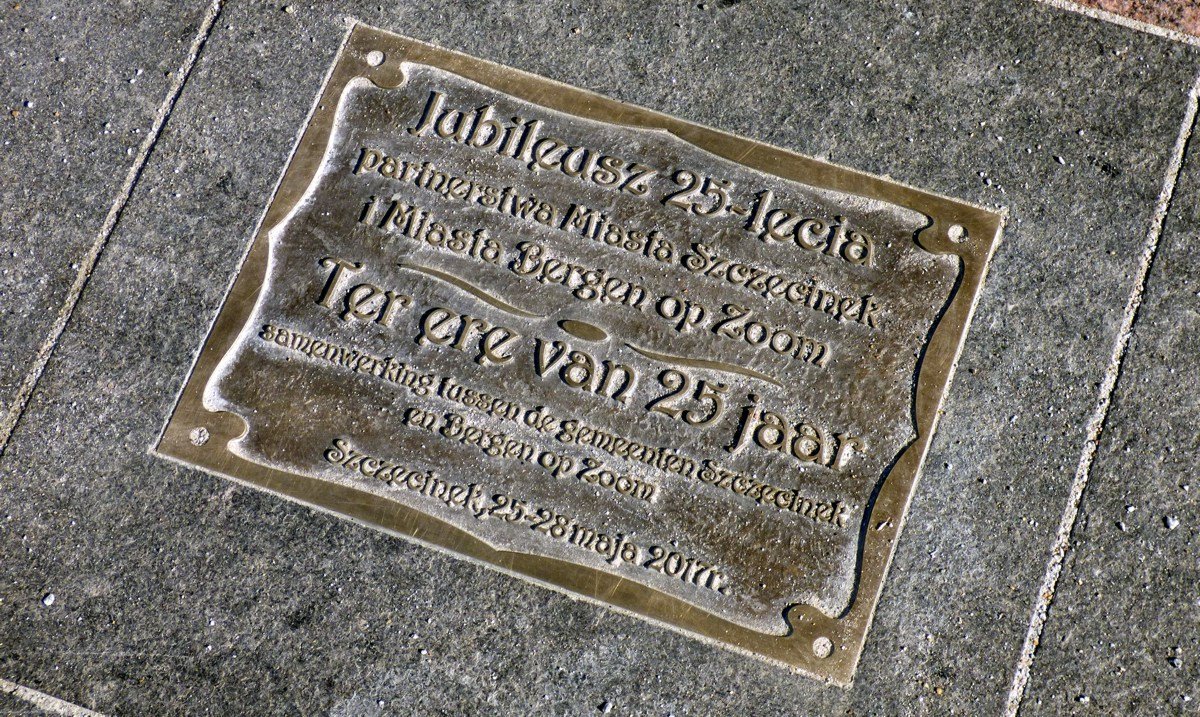 Jubileusz 25-lecia
partnerstwa Miasta Szczecinek
i Miasta Bergen op Zoom
Ter ere van 25 jaar
samenwerking tussen de gemeenten Szczecinek
en Bergen op Zoom
Szczecinek, 25-28 maja 2017r.